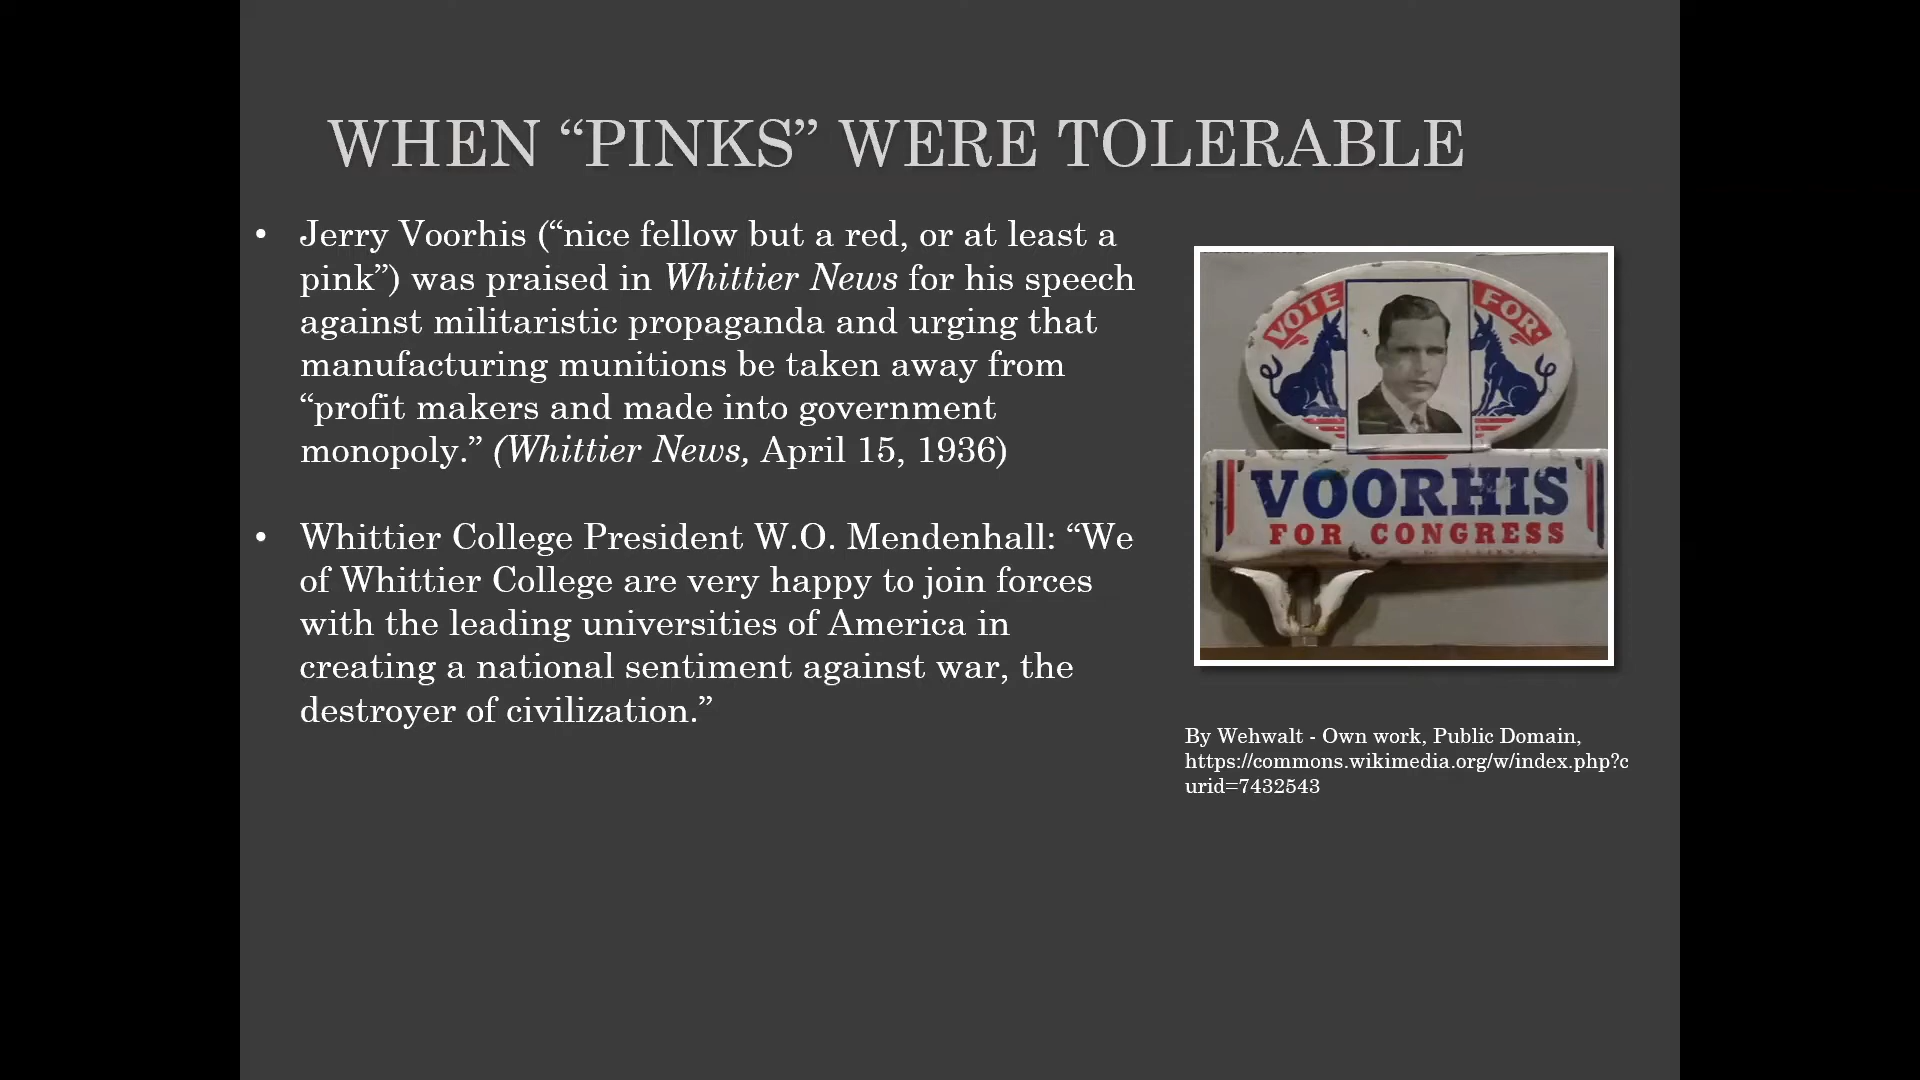 WHEN “PINKS” WERE TOLERABLE
• Jerry Voorhis (“nice fellow but a red, or at least a
pink”) was praised in Whittier News for his speech
against militaristic propaganda and urging that
manufacturing munitions be taken away from
“profit makers and made into government
monopoly.” (Whittier News, April 15, 1936)
• Whittier College President W.O. Mendenhall: “We
of Whittier College are very happy to join forces
with the leading universities of America in
creating a national sentiment against war, the
destroyer of civilization.”
VOTE FOR:
VOORHIS
FOR CONGRESS
By Wehwalt - Own work, Public Domain,
https://commons.wikimedia.org/w/index.php?c
urid=7432543